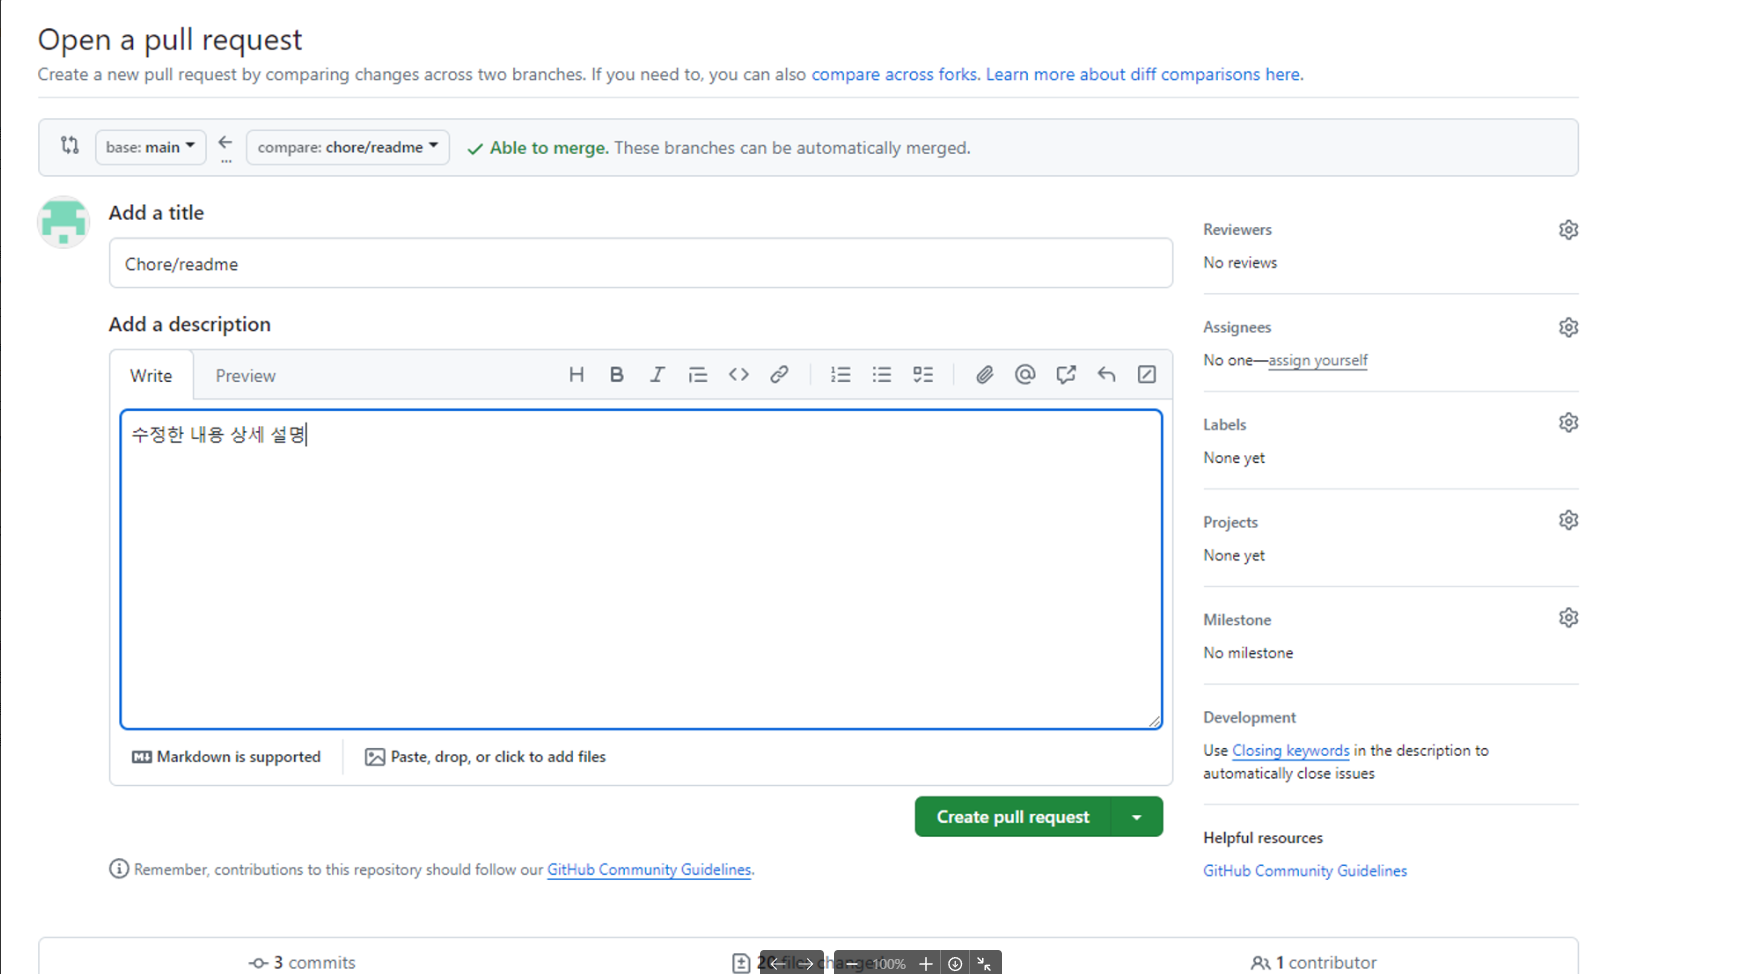 Open a pull request
Create a new pull request by comparing changes across two branches. If you need to, you can also compare across forks. Learn more about diff comparisons here.
base: main
...
compare: chore/readme
Able to merge. These branches can be automatically merged.
Add a title
Chore/readme
Add a description
Write
Preview
수정한 내용 상세 설명
Markdown is supported
Paste, drop, or click to add files
Create pull request
Remember, contributions to this repository should follow our GitHub Community Guidelines.
Reviewers
No reviews
Assignees
No one—assign yourself
Labels
None yet
Projects
None yet
Milestone
No milestone
Development
Use Closing keywords in the description to
automatically close issues
Helpful resources
GitHub Community Guidelines
3 commits
100%
1 contributor